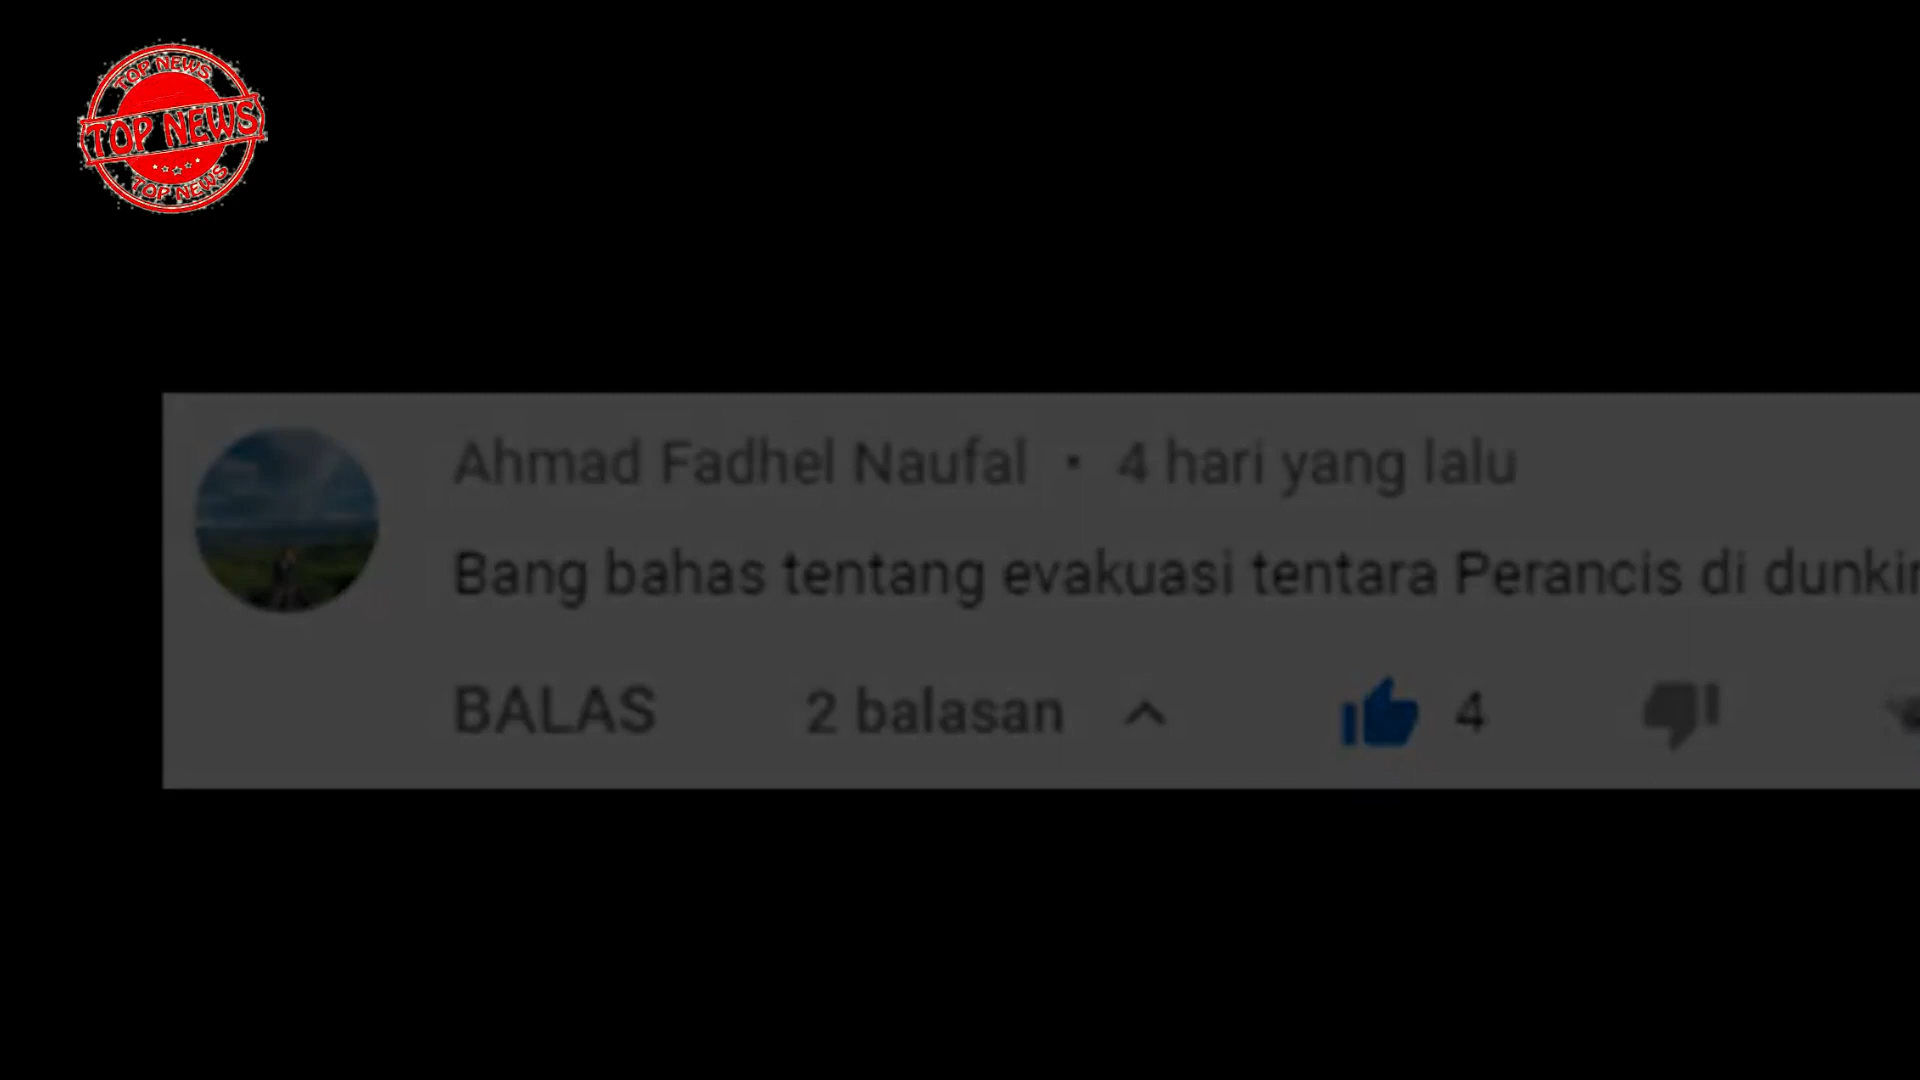 TOP NEWS
TOP NEWS
TOP NEWS
Ahmad Fadhel Naufal • 4 hari yang lalu
Bang bahas tentang evakuasi tentara Perancis di
BALAS 2 balasan 4